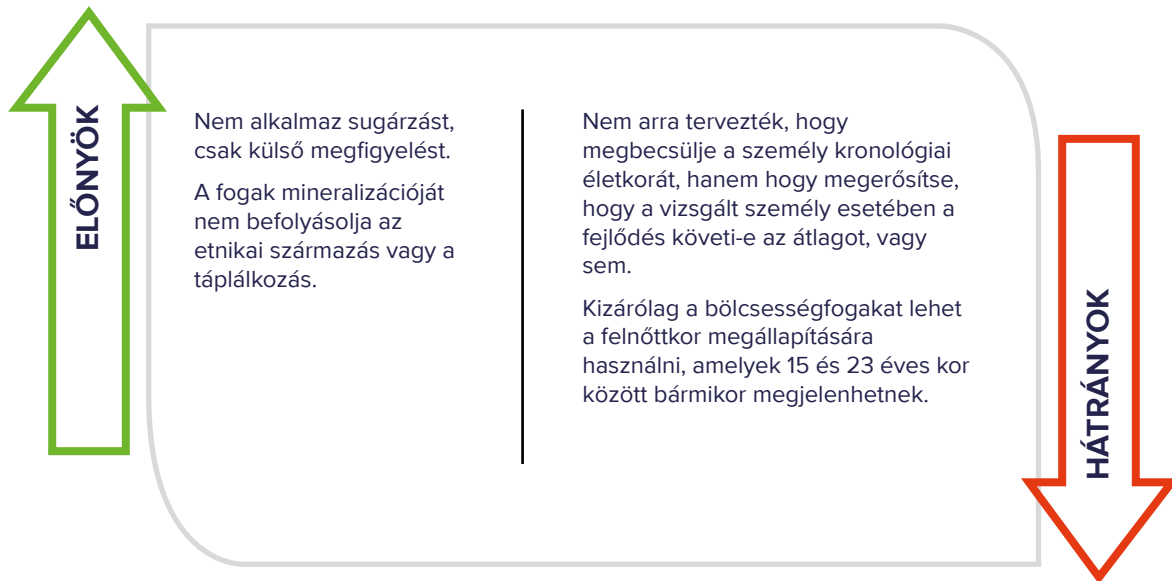 ELŐNYÖK
Nem alkalmaz sugárzást,
csak külső megfigyelést.
A fogak mineralizációját
nem befolyásolja az
etnikai származás vagy a
táplálkozás.
Nem arra tervezték, hogy
megbecsülje a személy kronológiai
életkorát, hanem hogy megerősítse,
hogy a vizsgált személy esetében a
fejlődés követi-e az átlagot, vagy
sem.
Kizárólag a bölcsességfogakat lehet
a felnőttkor megállapítására
használni, amelyek 15 és 23 éves kor
között bármikor megjelenhetnek.
HÁTRÁNYOK